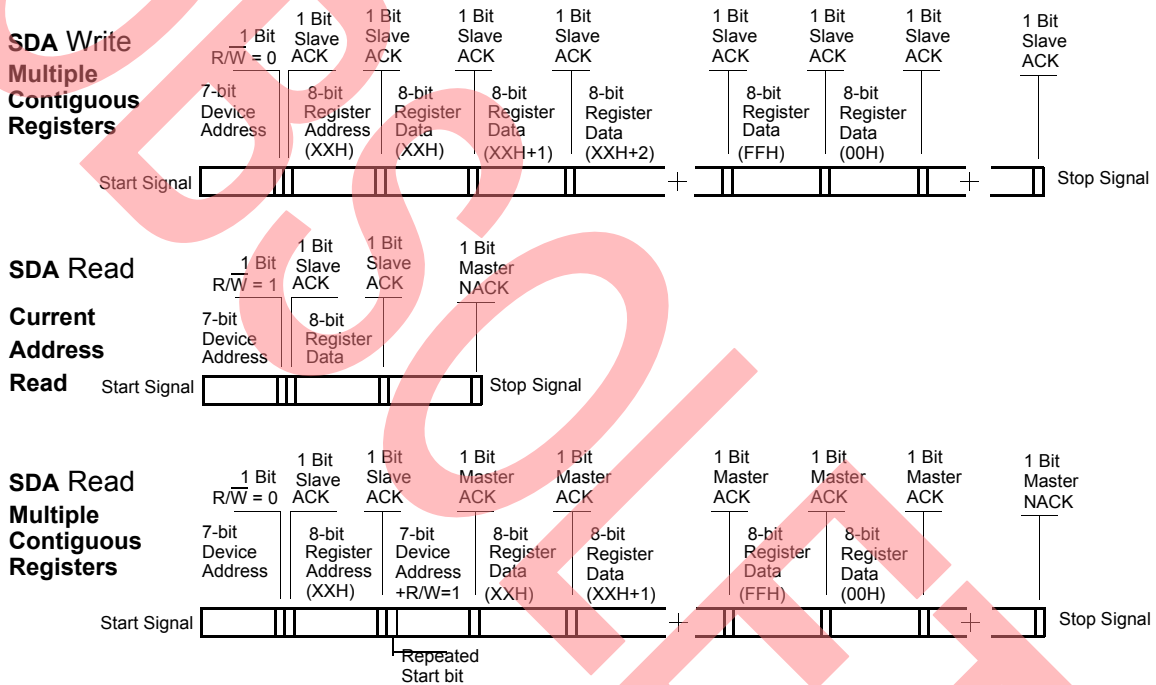 SDA Write
Multiple
Contiguous
Registers
1 Bit
R/W = 0
1 Bit
Slave
ACK
1 Bit
Slave
ACK
1 Bit
Slave
ACK
1 Bit
Slave
ACK
1 Bit
Slave
ACK
1 Bit
Slave
ACK
1 Bit
Slave
ACK
1 Bit
Slave
ACK
7-bit
Device
Address
8-bit
Register
Address
(XXH)
8-bit
Register
Data
(XXH)
8-bit
Register
Data
(XXH+1)
8-bit
Register
Data
(XXH+2)
8-bit
Register
Data
(FFH)
8-bit
Register
Data
(00H)
Start Signal
Stop Signal
SDA Read
Current
Address
Read
1 Bit
R/W = 1
1 Bit
Slave
ACK
1 Bit
Slave
ACK
1 Bit
Master
NACK
7-bit
Device
Address
8-bit
Register
Data
Start Signal
Stop Signal
SDA Read
Multiple
Contiguous
Registers
1 Bit
R/W = 0
1 Bit
Slave
ACK
1 Bit
Slave
ACK
1 Bit
Master
ACK
1 Bit
Master
ACK
1 Bit
Master
ACK
1 Bit
Master
ACK
1 Bit
Master
ACK
1 Bit
Master
NACK
7-bit
Device
Address
8-bit
Register
Address
(XXH)
7-bit
Device
Address
+R/W=1
8-bit
Register
Data
(XXH)
8-bit
Register
Data
(XXH+1)
8-bit
Register
Data
(FFH)
8-bit
Register
Data
(00H)
Start Signal
Stop Signal
Repeated
Start bit